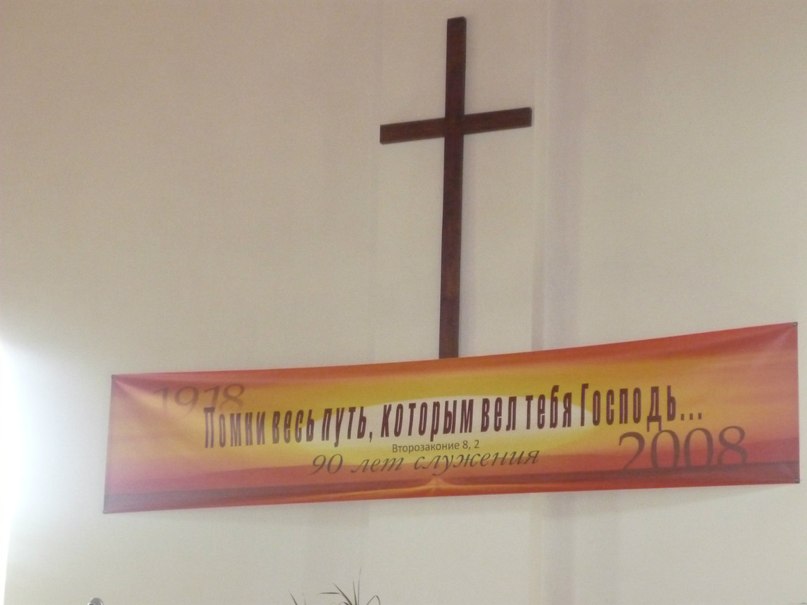 1918
Помни весь путь, которым вел тебя Господь...
Второзаконие 8, 2
90 лет служения
2008